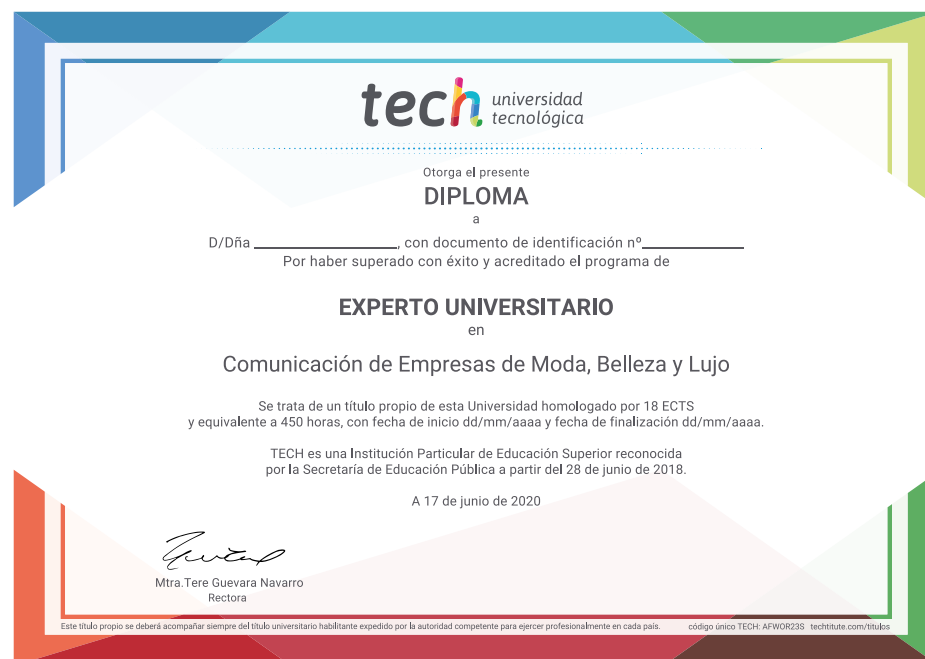 tech universidad
tecnológica
Otorga el presente
DIPLOMA
a
D/Dña ________________, con documento de identificación nº____________
Por haber superado con éxito y acreditado el programa de
EXPERTO UNIVERSITARIO
en
Comunicación de Empresas de Moda, Belleza y Lujo
Se trata de un título propio de esta Universidad homologado por 18 ECTS
y equivalente a 450 horas, con fecha de inicio dd/mm/aaaa y fecha de finalización dd/mm/aaaa.
TECH es una Institución Particular de Educación Superior reconocida
por la Secretaría de Educación Pública a partir del 28 de junio de 2018.
A 17 de junio de 2020
Mtra.Tere Guevara Navarro
Rectora
Este título propio se deberá acompañar siempre del título universitario habilitante expedido por la autoridad competente para ejercer profesionalmente en cada país. código único TECH: AFWOR23S techtitute.com/titulos